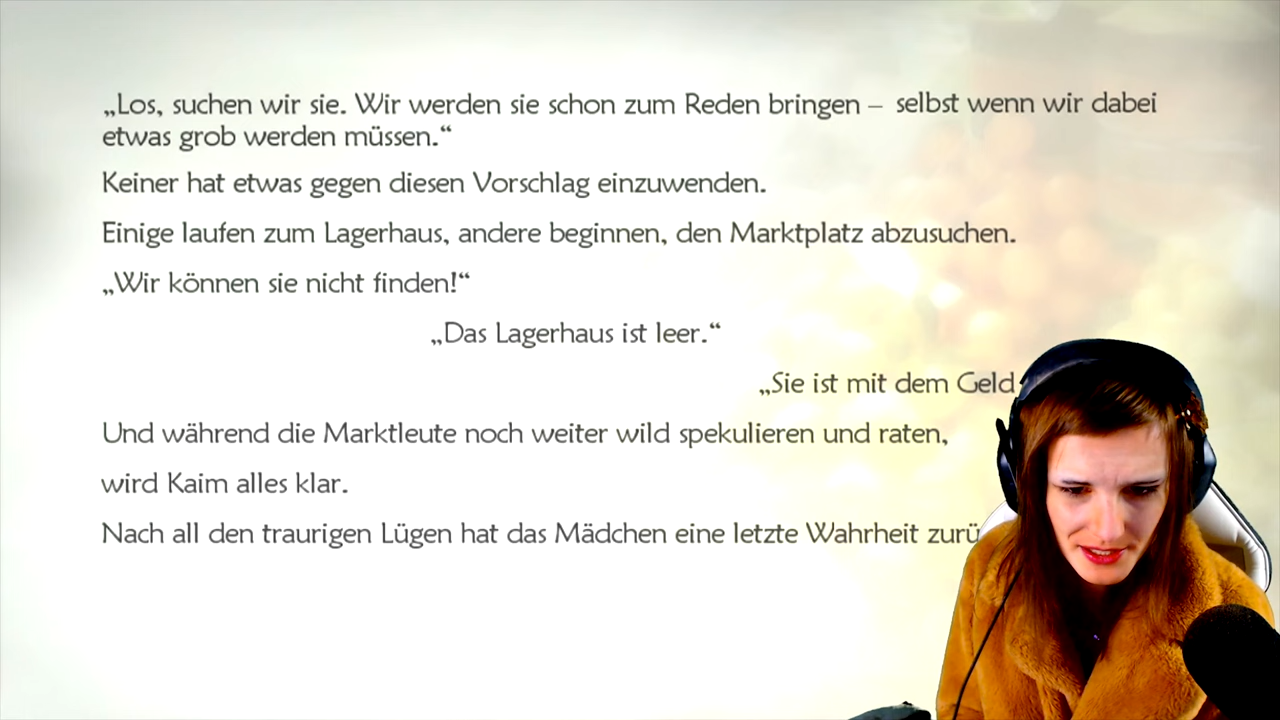 „Los, suchen wir sie. Wir werden sie schon zum Reden bringen – selbst wenn wir dabei
etwas grob werden müssen.“
Keiner hat etwas gegen diesen Vorschlag einzuwenden.
Einige laufen zum Lagerhaus, andere beginnen, den Marktplatz abzusuchen.
„Wir können sie nicht finden!“
„Das Lagerhaus ist leer.“
„Sie ist mit dem Geld
Und während die Marktleute noch weiter wild spekulieren und raten,
wird Kaim alles klar.
Nach all den traurigen Lügen hat das Mädchen eine letzte Wahrheit